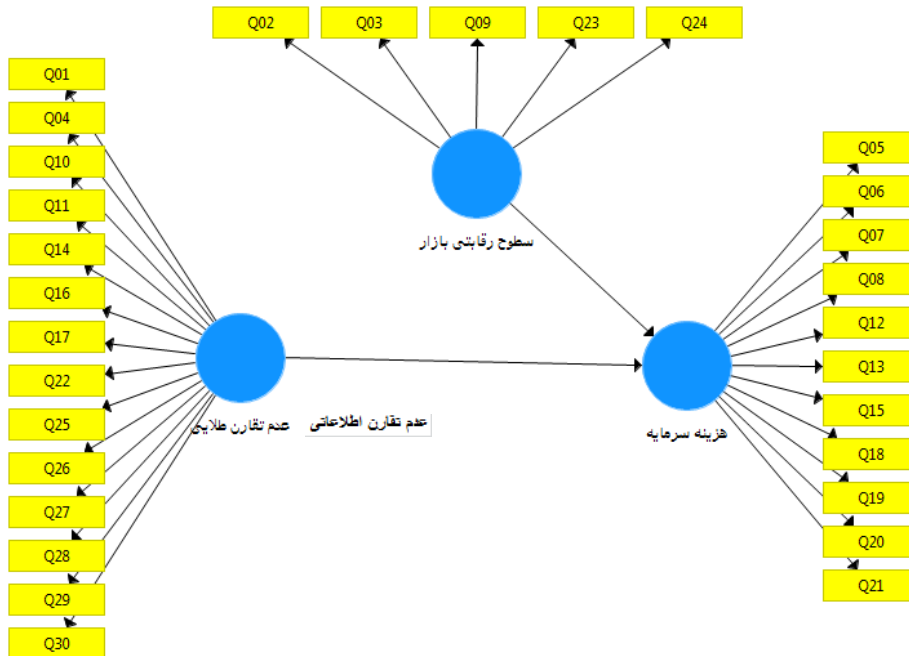 Q02
Q03
Q09
Q23
Q24
سطوح رقابتی بازار
Q01
Q04
Q10
Q11
Q14
Q16
Q17
Q22
Q25
Q26
Q27
Q28
Q29
Q30
عدم تقارن طلایی
عدم تقارن اطلاعاتی
Q05
Q06
Q07
Q08
Q12
Q13
Q15
Q18
Q19
Q20
Q21
هزینه سرمایه